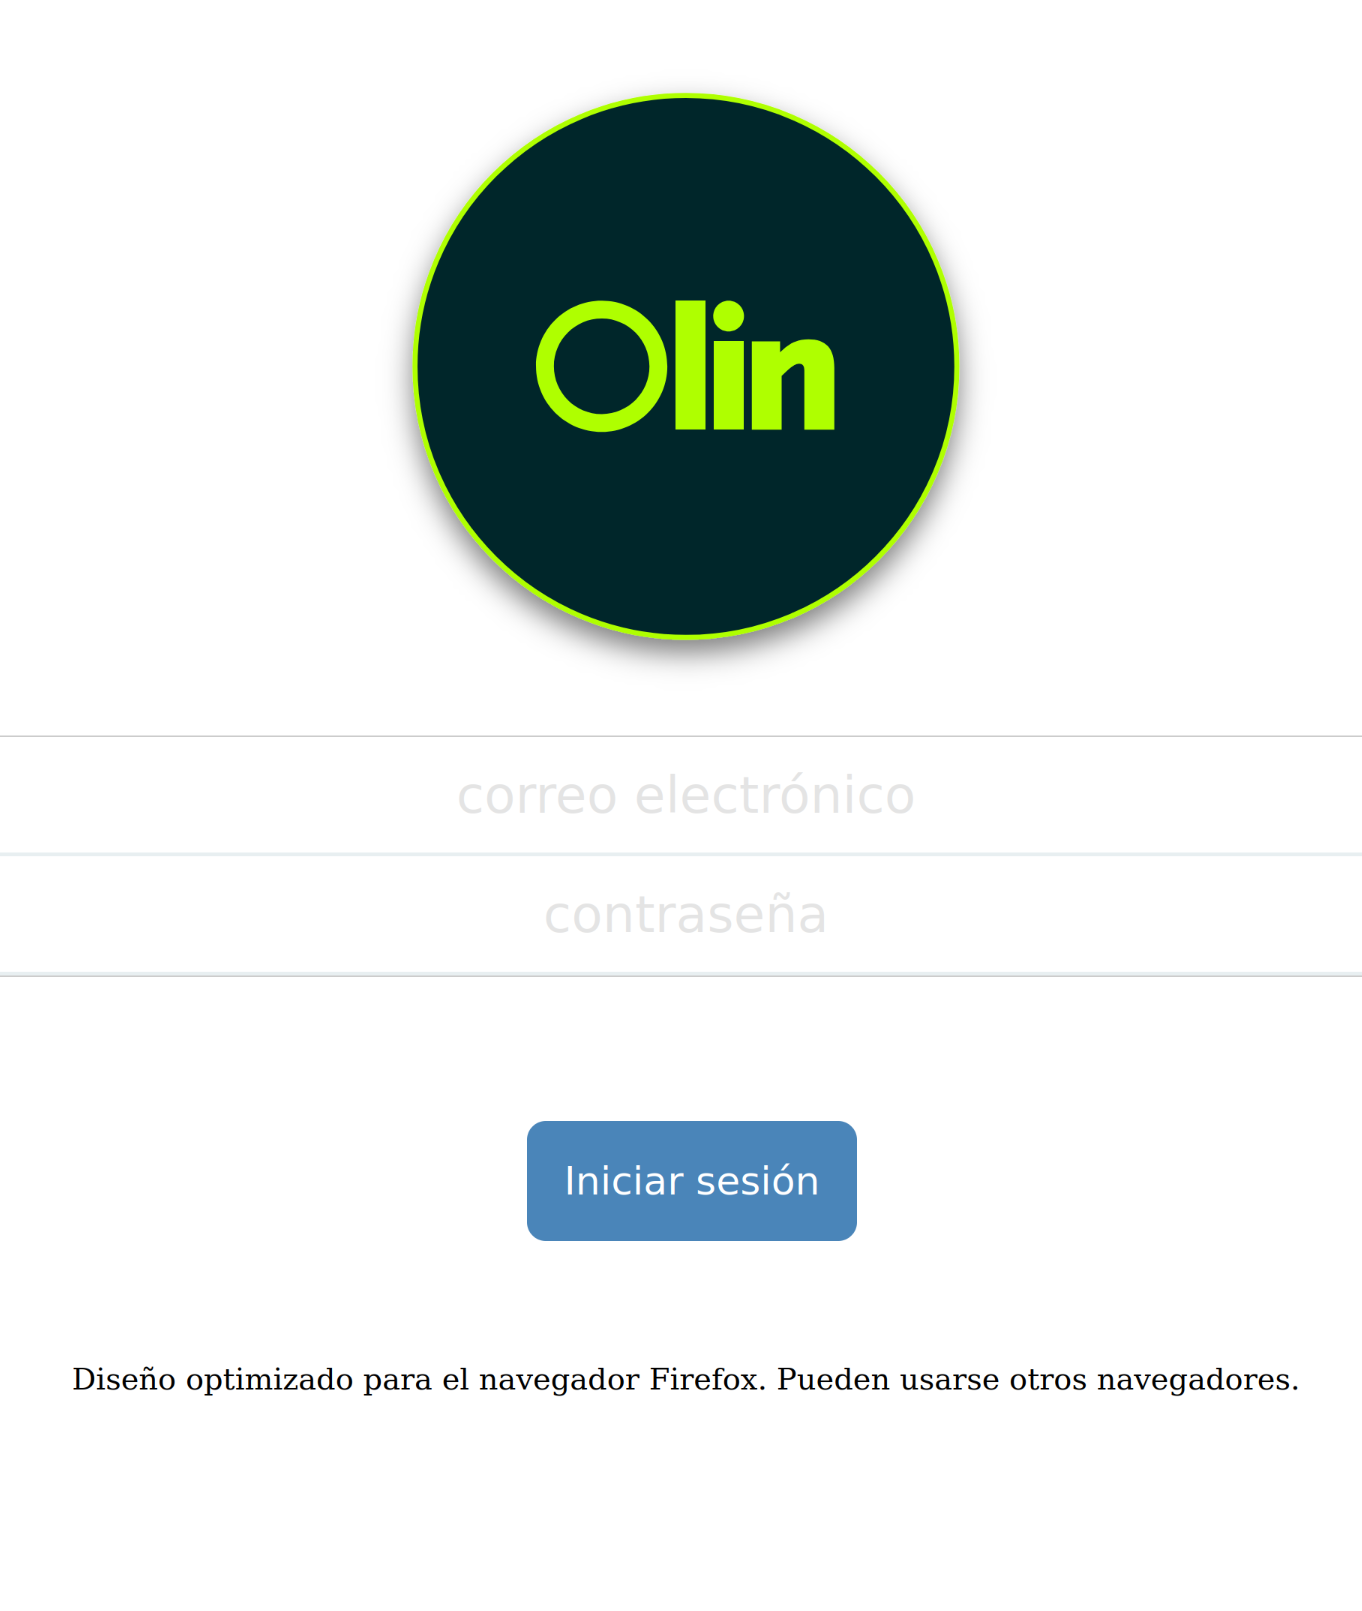 Olin
correo electrónico
contraseña
Iniciar sesión
Diseño optimizado para el navegador Firefox. Pueden usarse otros navegadores.